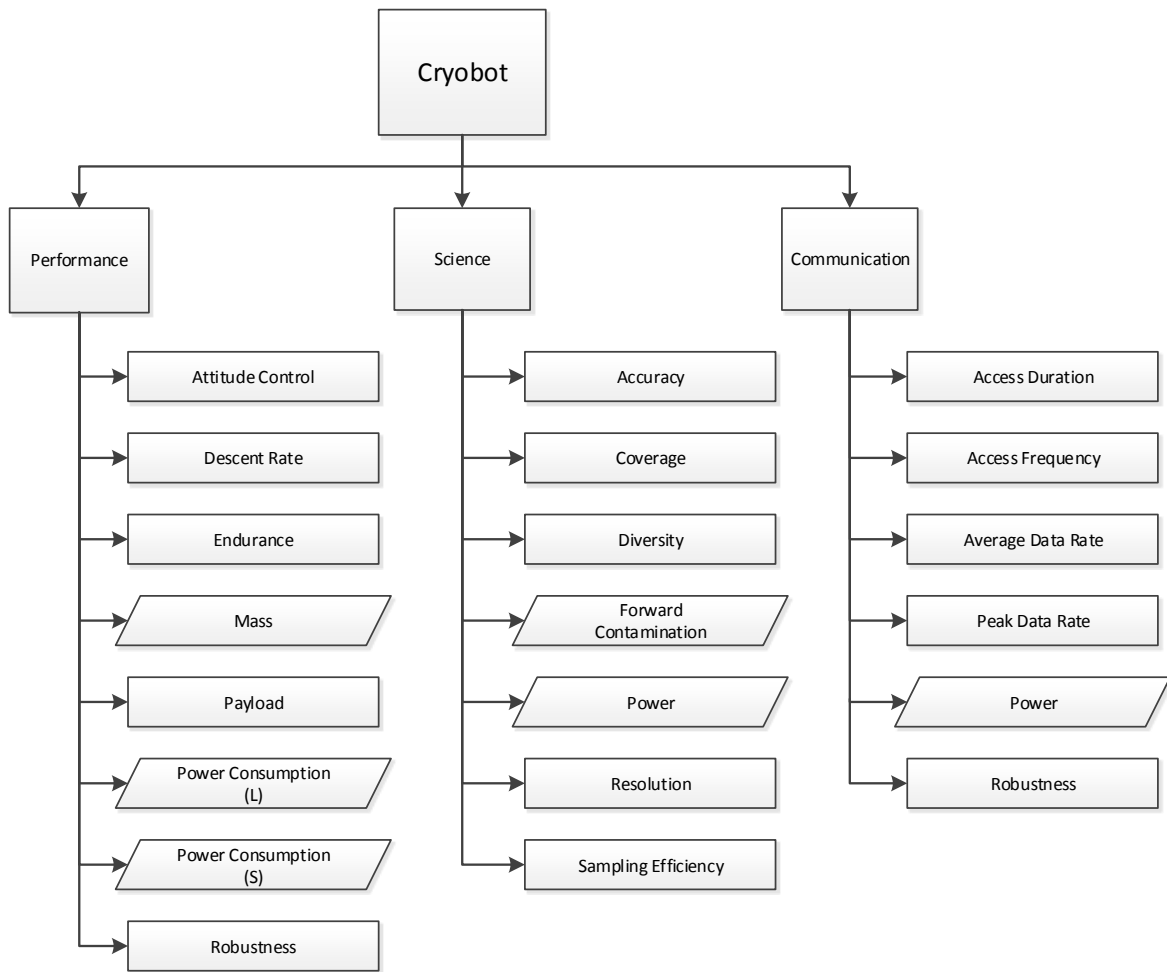 Cryobot
Performance
Science
Communication
Attitude Control
Descent Rate
Endurance
Mass
Payload
Power Consumption
(L)
Power Consumption
(S)
Robustness
Accuracy
Coverage
Diversity
Forward
Contamination
Power
Resolution
Sampling Efficiency
Access Duration
Access Frequency
Average Data Rate
Peak Data Rate
Power
Robustness